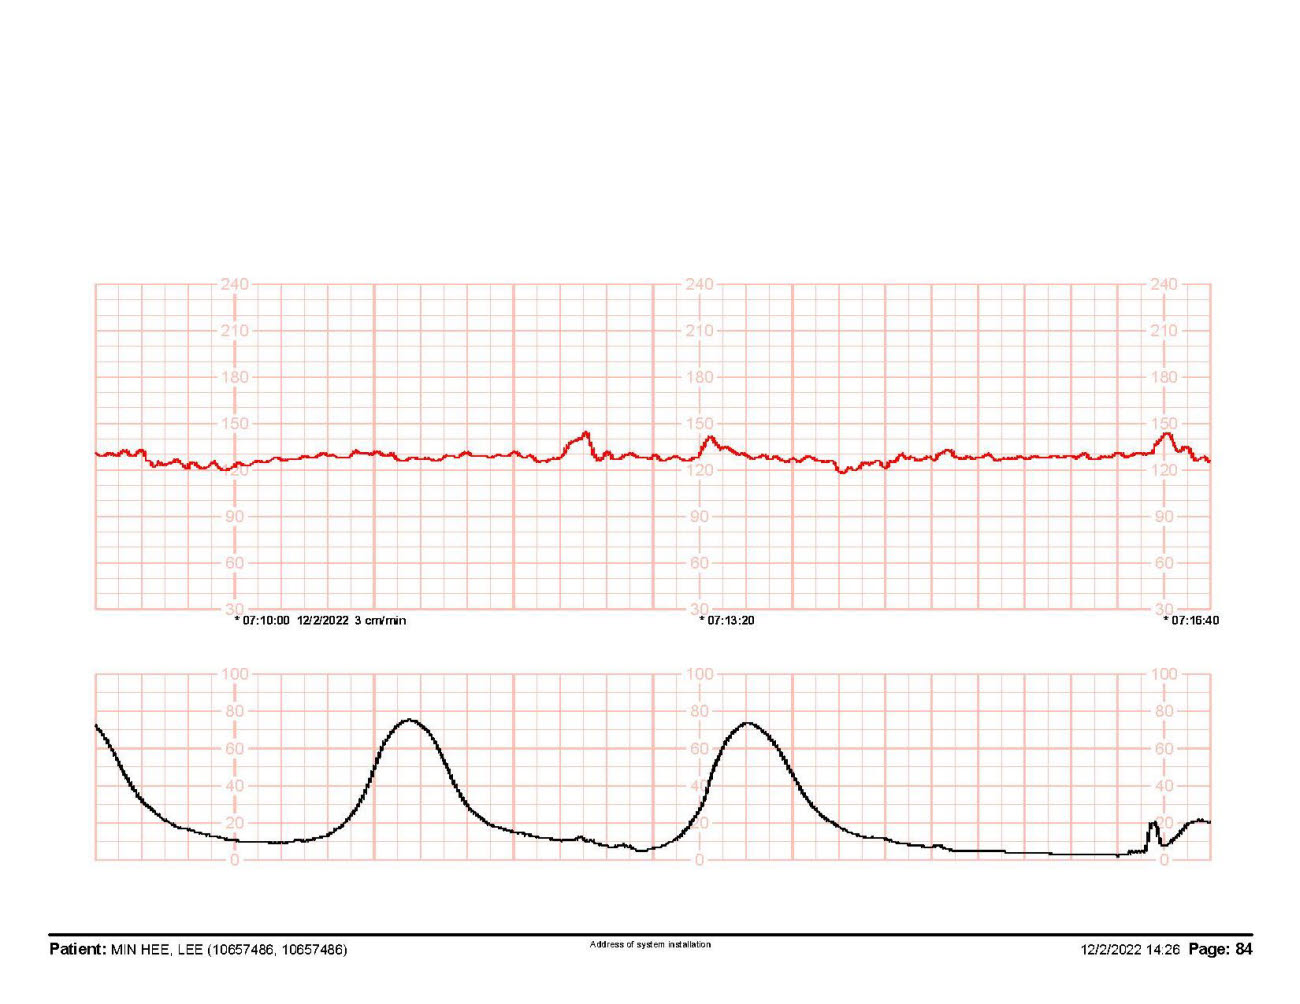 240 240 240
210 210 210
180 180 180
150 150 150
120 120 120
90 90 90
60 60 60
30 30 30
* 07:10:00 12/2/2022 3 cm/min * 07:13:20 * 07:16:40
100 100 100
80 80 80
60 60 60
40 40 40
20 20 20
0 0 0
Patient: MIN HEE, LEE (10657486, 10657486) Address of system installation 12/2/2022 14:26 Page: 84